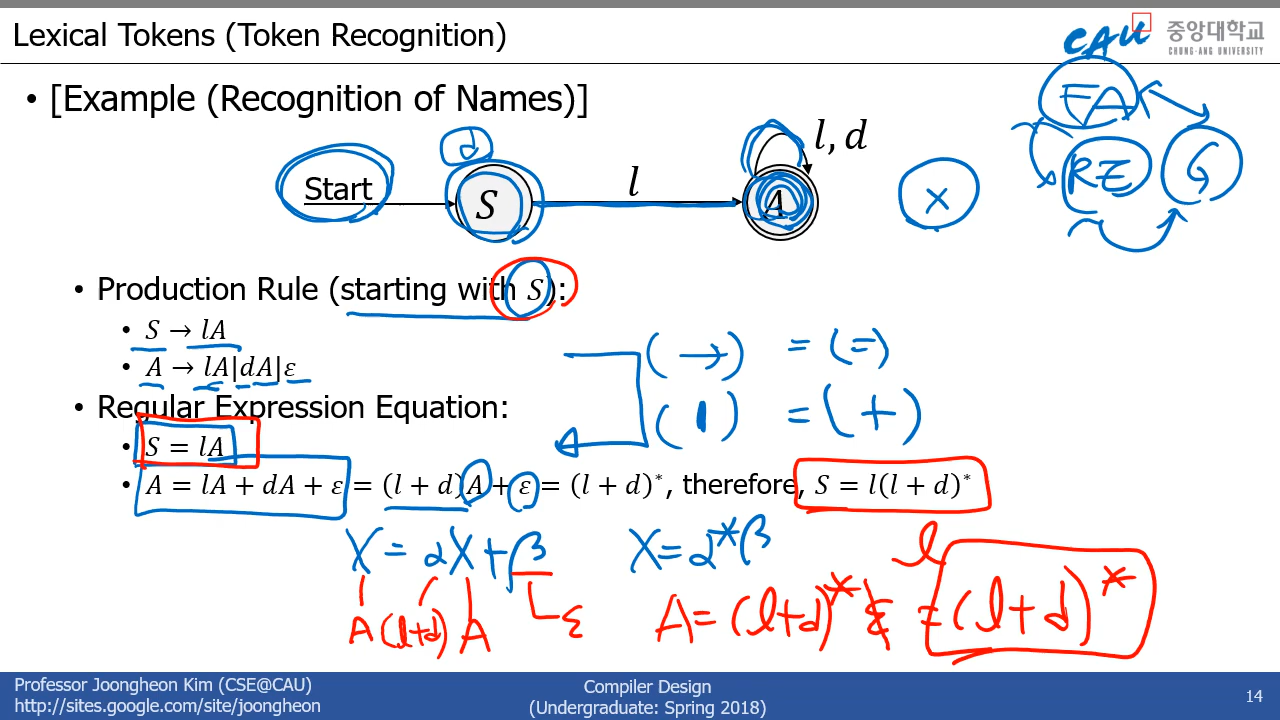 Lexical Tokens (Token Recognition)
CAU 중앙대학교
CHUNG-ANG UNIVERSITY
• [Example (Recognition of Names)]
FA
RE G
d
l, d
Start S l A X
• Production Rule (starting with S):
• S → lA
• A → lA|dA|ε
( → ) = ( = )
( | ) = ( + )
• Regular Expression Equation:
• S = lA
• A = lA + dA + ε = (l + d)A + ε = (l + d)*, therefore, S = l(l + d)*
X = αX + β X = α*β
l
A (l+d) A ε A = (l+d)* ε = (l+d)*
Professor Joongheon Kim (CSE@CAU)
http://sites.google.com/site/joongheon
Compiler Design
(Undergraduate: Spring 2018)
14